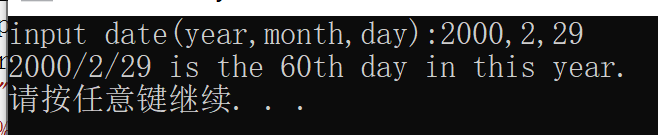 input date(year,month,day):2000,2,29
2000/2/29 is the 60th day in this year.
请按任意键继续. . .